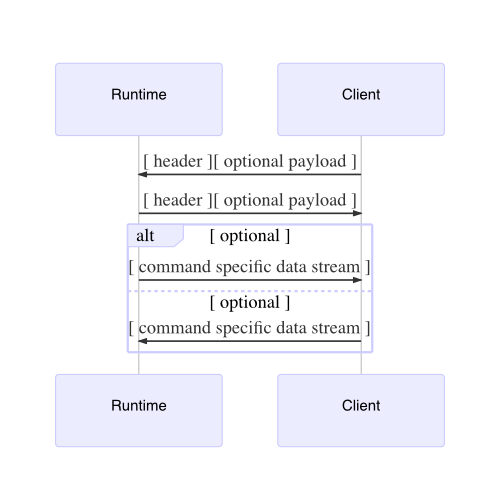 Runtime Client
[ header ][ optional payload ]
[ header ][ optional payload ]
alt [ optional ]
[ command specific data stream ]
[ optional ]
[ command specific data stream ]
Runtime Client